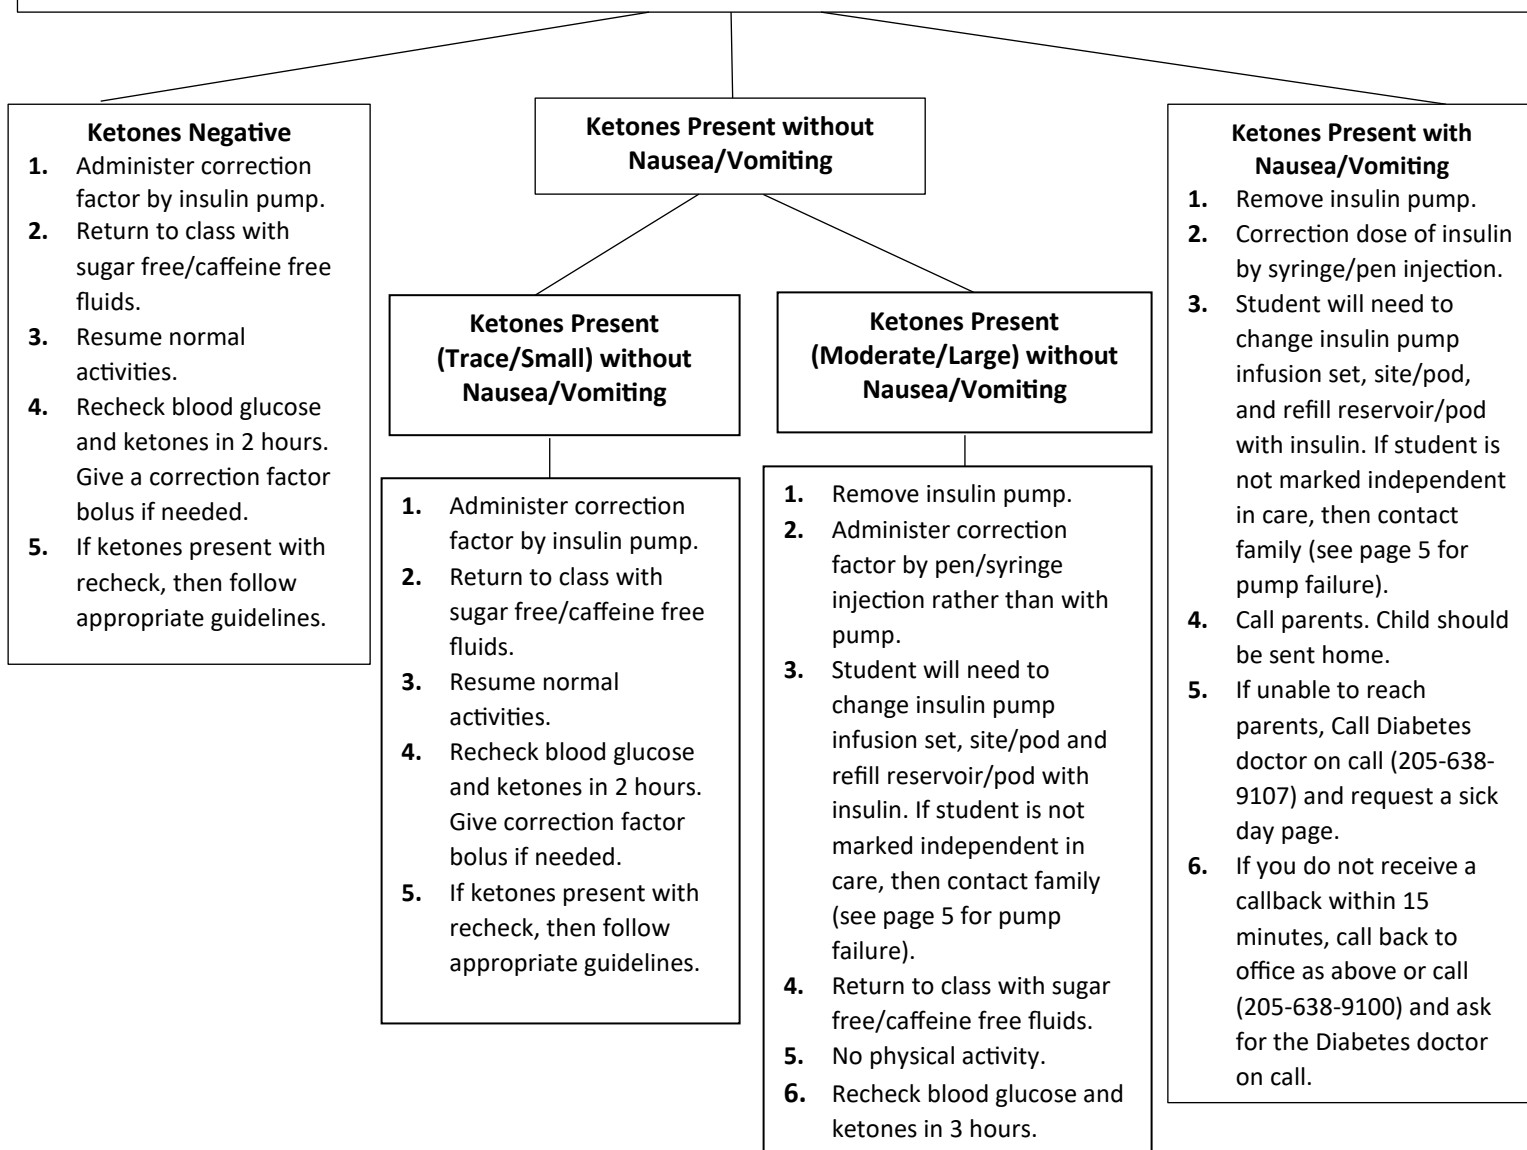 Ketones Negative
1. Administer correction
factor by insulin pump.
2. Return to class with
sugar free/caffeine free
fluids.
3. Resume normal
activities.
4. Recheck blood glucose
and ketones in 2 hours.
Give a correction factor
bolus if needed.
5. If ketones present with
recheck, then follow
appropriate guidelines.
Ketones Present without
Nausea/Vomiting
Ketones Present
(Trace/Small) without
Nausea/Vomiting
1. Administer correction
factor by insulin pump.
2. Return to class with
sugar free/caffeine free
fluids.
3. Resume normal
activities.
4. Recheck blood glucose
and ketones in 2 hours.
Give correction factor
bolus if needed.
5. If ketones present with
recheck, then follow
appropriate guidelines.
Ketones Present
(Moderate/Large) without
Nausea/Vomiting
1. Remove insulin pump.
2. Administer correction
factor by pen/syringe
injection rather than with
pump.
3. Student will need to
change insulin pump
infusion set, site/pod and
refill reservoir/pod with
insulin. If student is not
marked independent in
care, then contact family
(see page 5 for pump
failure).
4. Return to class with sugar
free/caffeine free fluids.
5. No physical activity.
6. Recheck blood glucose and
ketones in 3 hours.
Ketones Present with
Nausea/Vomiting
1. Remove insulin pump.
2. Correction dose of insulin
by syringe/pen injection.
3. Student will need to
change insulin pump
infusion set, site/pod,
and refill reservoir/pod
with insulin. If student is
not marked independent
in care, then contact
family (see page 5 for
pump failure).
4. Call parents. Child should
be sent home.
5. If unable to reach
parents, Call Diabetes
doctor on call (205-638-
9107) and request a sick
day page.
6. If you do not receive a
callback within 15
minutes, call back to
office as above or call
(205-638-9100) and ask
for the Diabetes doctor
on call.